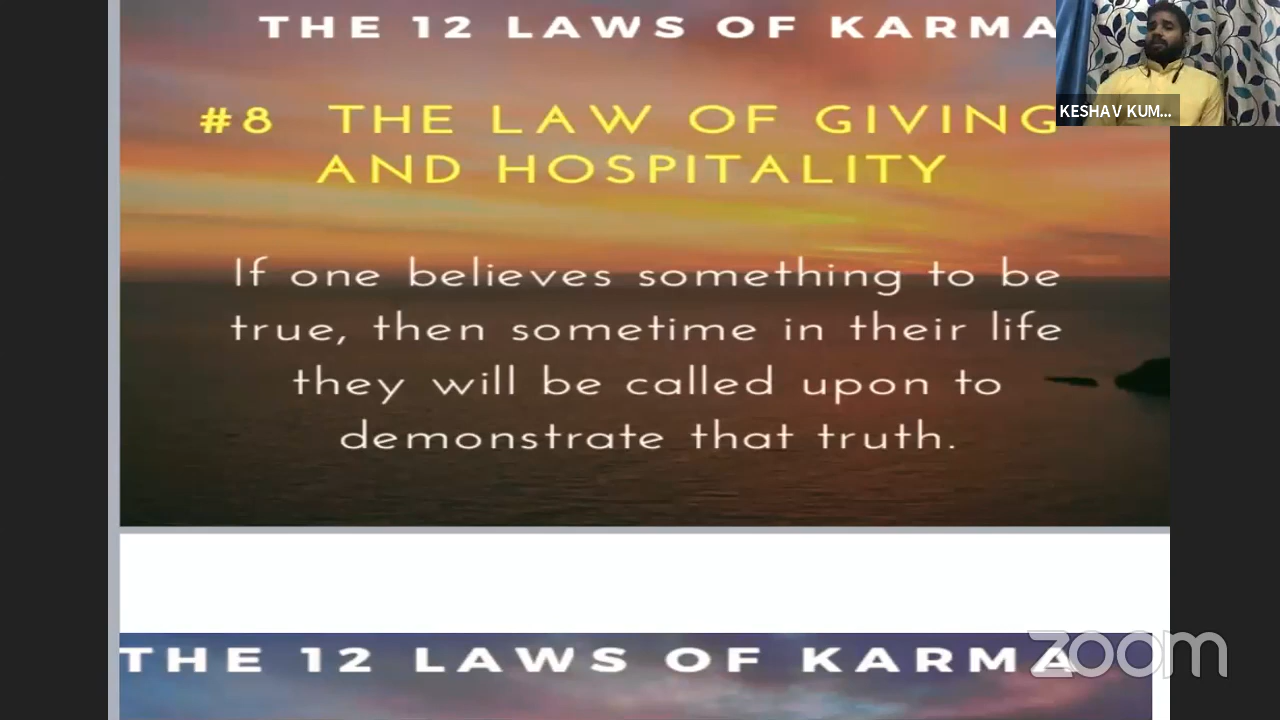 THE 12 LAWS OF KARMA
KESHAV KUM...
#8 THE LAW OF GIVING
AND HOSPITALITY
If one believes something to be
true, then sometime in their life
they will be called upon to
demonstrate that truth.
THE 12 LAWS OF KARMA
zoom